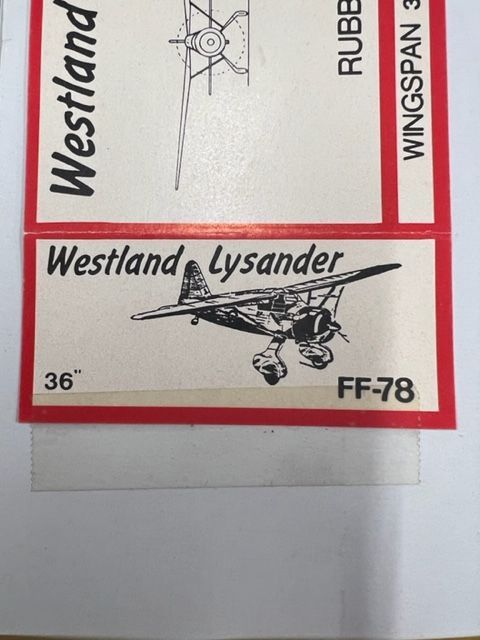 Westland
RUBB
WINGSPAN 3
Westland Lysander
36"
FF-78